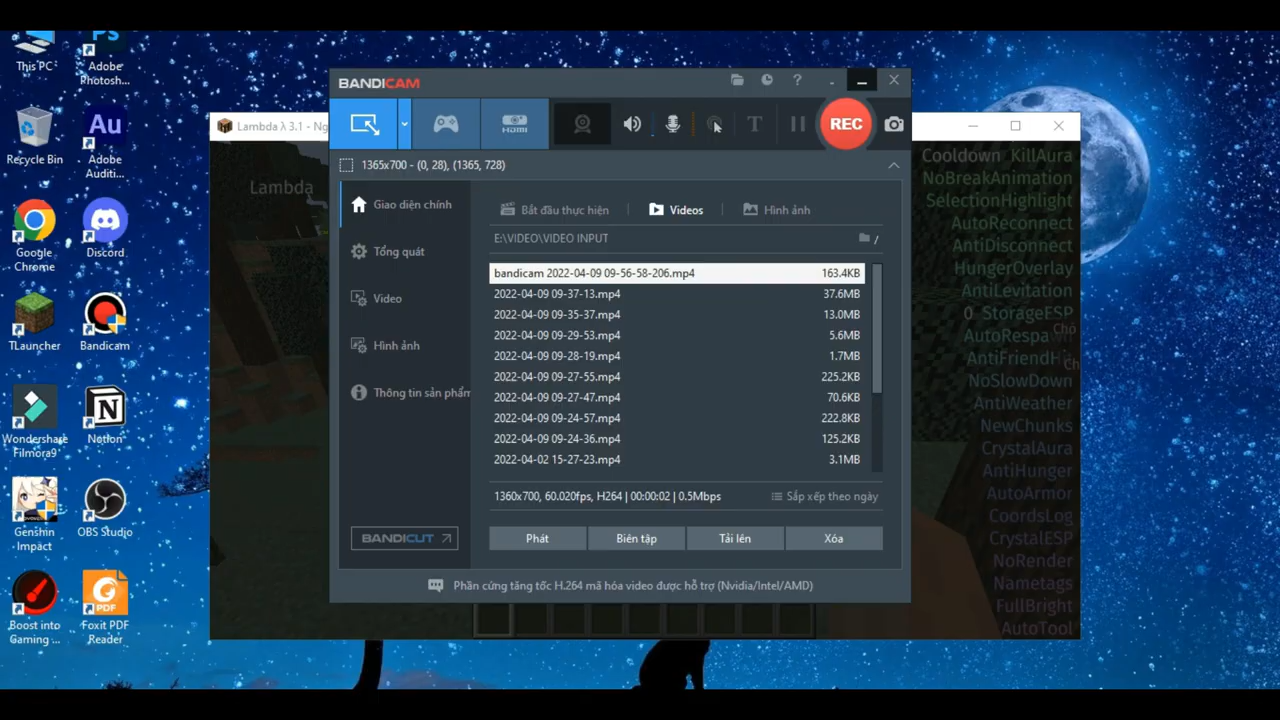 This PC
Adobe
Photosh...
Recycle Bin
Au
Adobe
Auditi...
Google
Chrome
Discord
TLauncher
Bandicam
Wondershare
Filmora9
Notion
Genshin
Impact
OBS Studio
Boost into
Gaming ...
PDF
Foxit PDF
Reader
Lambda λ 3.1 - Ng
Lambda
BANDICAM
?
HDMI
T
REC
1365x700 - (0, 28), (1365, 728)
Giao diện chính
Tổng quát
Video
Hình ảnh
Thông tin sản phẩm
BANDICUT
Bắt đầu thực hiện
Videos
Hình ảnh
E:\VIDEO\VIDEO INPUT
/
bandicam 2022-04-09 09-56-58-206.mp4 163.4KB
2022-04-09 09-37-13.mp4 37.6MB
2022-04-09 09-35-37.mp4 13.0MB
2022-04-09 09-29-53.mp4 5.6MB
2022-04-09 09-28-19.mp4 1.7MB
2022-04-09 09-27-55.mp4 225.2KB
2022-04-09 09-27-47.mp4 70.6KB
2022-04-09 09-24-57.mp4 222.8KB
2022-04-09 09-24-36.mp4 125.2KB
2022-04-02 15-27-23.mp4 3.1MB
1360x700, 60.020fps, H264 | 00:00:02 | 0.5Mbps
Sắp xếp theo ngày
Phát
Biên tập
Tải lên
Xóa
Phần cứng tăng tốc H.264 mã hóa video được hỗ trợ (Nvidia/Intel/AMD)
Cooldown KillAura
NoBreakAnimation
SelectionHighlight
AutoReconnect
AntiDisconnect
HungerOverlay
AntiLevitation
0 StorageESP
AutoRespa
AntiFriendH
NoSlowDown
AntiWeather
NewChunks
CrystalAura
AntiHunger
AutoArmor
CoordsLog
CrystalESP
NoRender
Nametags
FullBright
AutoTool